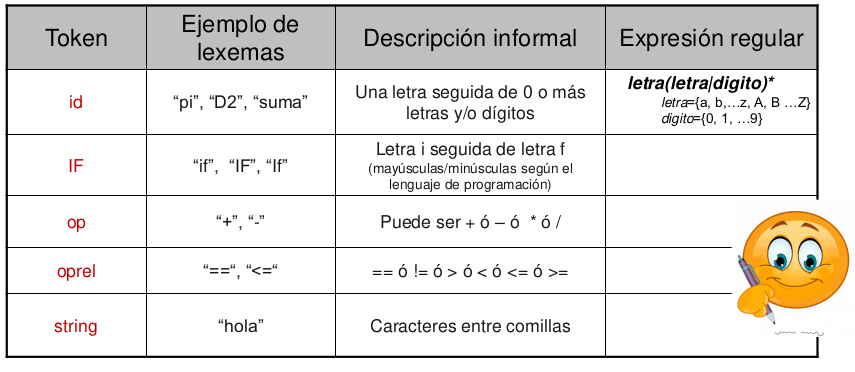 Token
Ejemplo de
lexemas
Descripción informal
Expresión regular
id
“pi”, “D2”, “suma”
Una letra seguida de 0 o más
letras y/o dígitos
letra(letra|digito)*
letra={a, b,…z, A, B …Z}
digito={0, 1, …9}
IF
“if”, “IF”, “If”
Letra i seguida de letra f
(mayúsculas/minúsculas según el
lenguaje de programación)
op
“+”, “-”
Puede ser + ó – ó * ó /
oprel
“==“, “<=“
== ó != ó > ó < ó <= ó >=
string
“hola”
Caracteres entre comillas